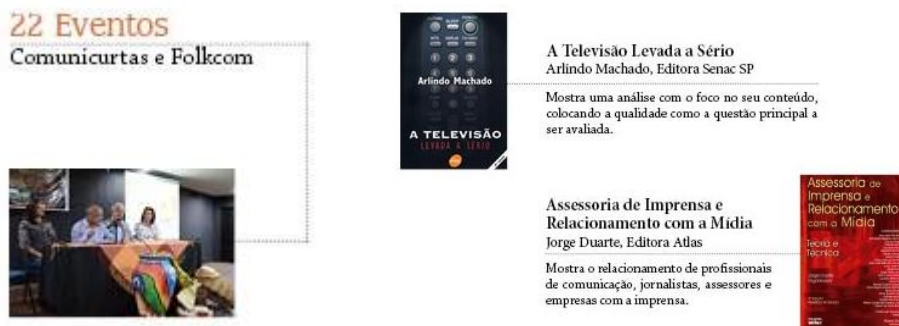 22 Eventos
Comunicurtas e Folkcom
Arlindo Machado
A TELEVISÃO
LEVADA A SÉRIO
A Televisão Levada a Sério
Arlindo Machado, Editora Senac SP
Mostra uma análise com o foco no seu conteúdo,
colocando a qualidade como a questão principal a
ser avaliada.
Assessoria de Imprensa e
Relacionamento com a Mídia
Jorge Duarte, Editora Atlas
Mostra o relacionamento de profissionais
de comunicação, jornalistas, assessores e
empresas com a imprensa.
Assessoria de
Imprensa e
Relacionamento
com a Mídia
Teoria e
Técnica